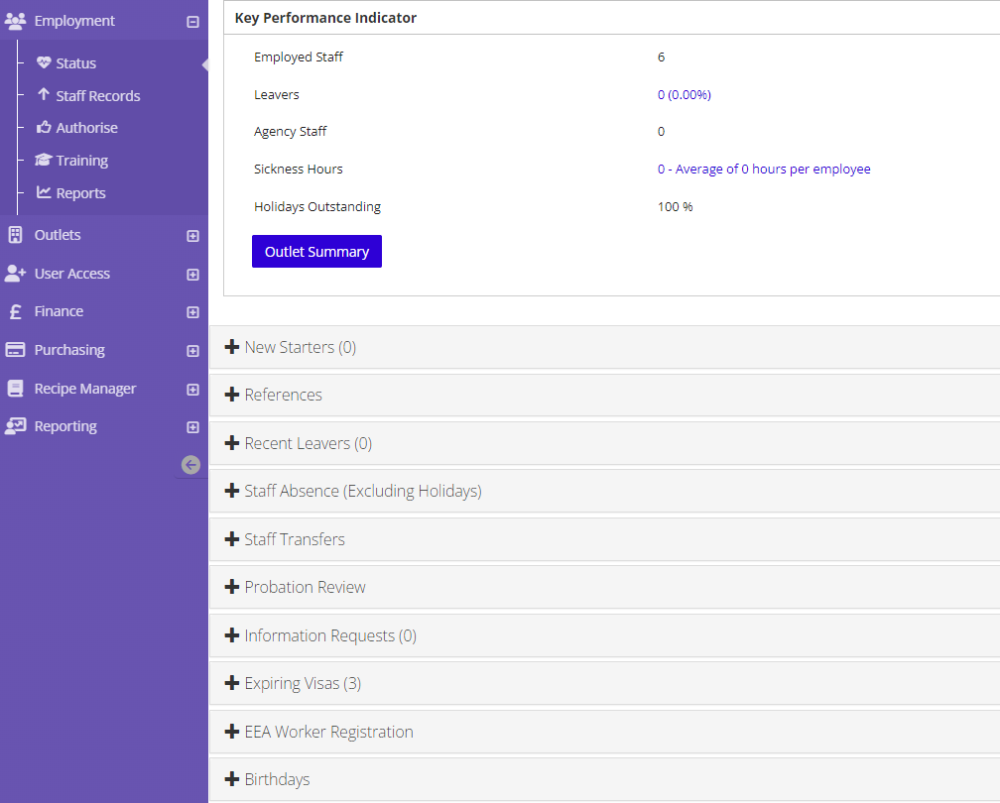 Employment
Status
Staff Records
Authorise
Training
Reports
Outlets
User Access
Finance
Purchasing
Recipe Manager
Reporting
Key Performance Indicator
Employed Staff 6
Leavers 0 (0.00%)
Agency Staff 0
Sickness Hours 0 - Average of 0 hours per employee
Holidays Outstanding 100 %
Outlet Summary
New Starters (0)
References
Recent Leavers (0)
Staff Absence (Excluding Holidays)
Staff Transfers
Probation Review
Information Requests (0)
Expiring Visas (3)
EEA Worker Registration
Birthdays